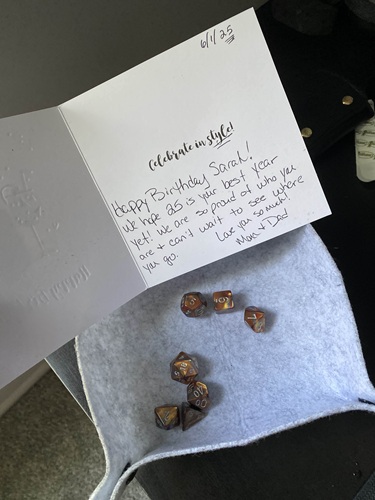 6/1/25
Celebrate in style!
Happy Birthday Sarah!
We hope 25 is your best year
yet! We are so proud of who you
are + can't wait to see where
you go.
Love you so much!
Mom + Dad